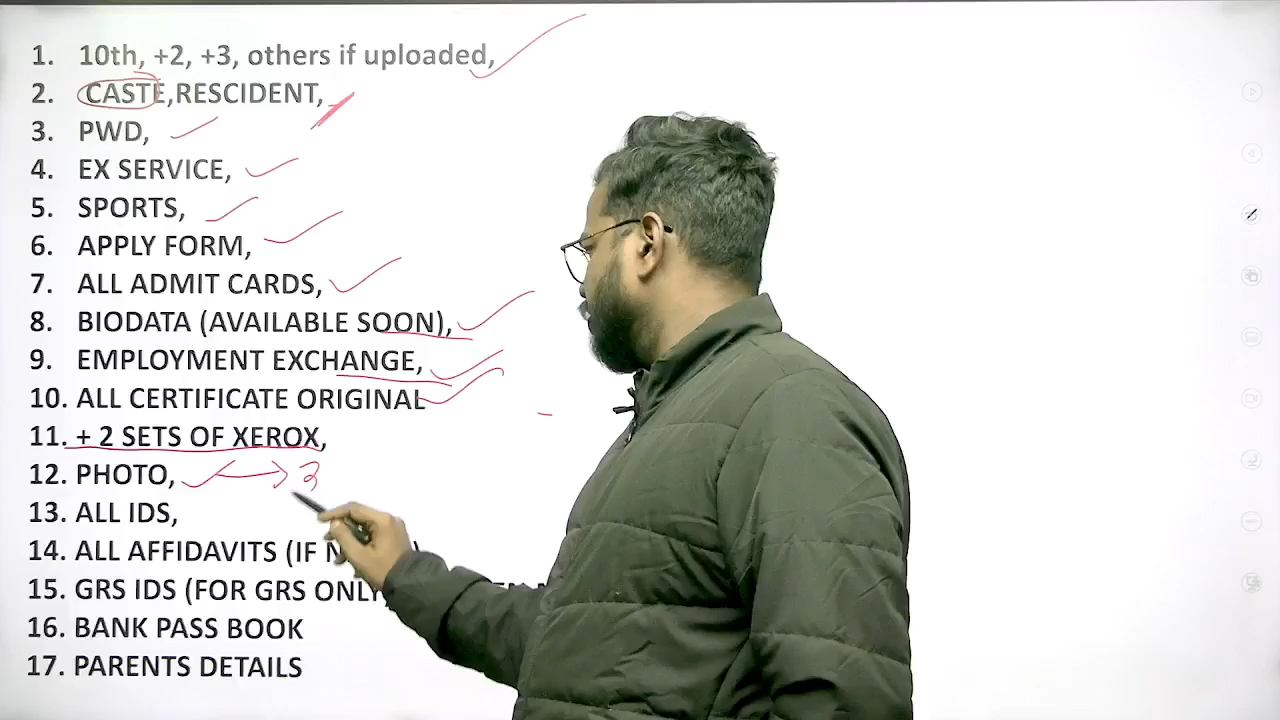 1. 10th, +2, +3, others if uploaded,
2. CASTE,RESCIDENT,
3. PWD,
4. EX SERVICE,
5. SPORTS,
6. APPLY FORM,
7. ALL ADMIT CARDS,
8. BIODATA (AVAILABLE SOON),
9. EMPLOYMENT EXCHANGE,
10. ALL CERTIFICATE ORIGINAL
11. + 2 SETS OF XEROX,
12. PHOTO, 3
13. ALL IDS,
14. ALL AFFIDAVITS (IF
15. GRS IDS (FOR GRS ONLY
16. BANK PASS BOOK
17. PARENTS DETAILS